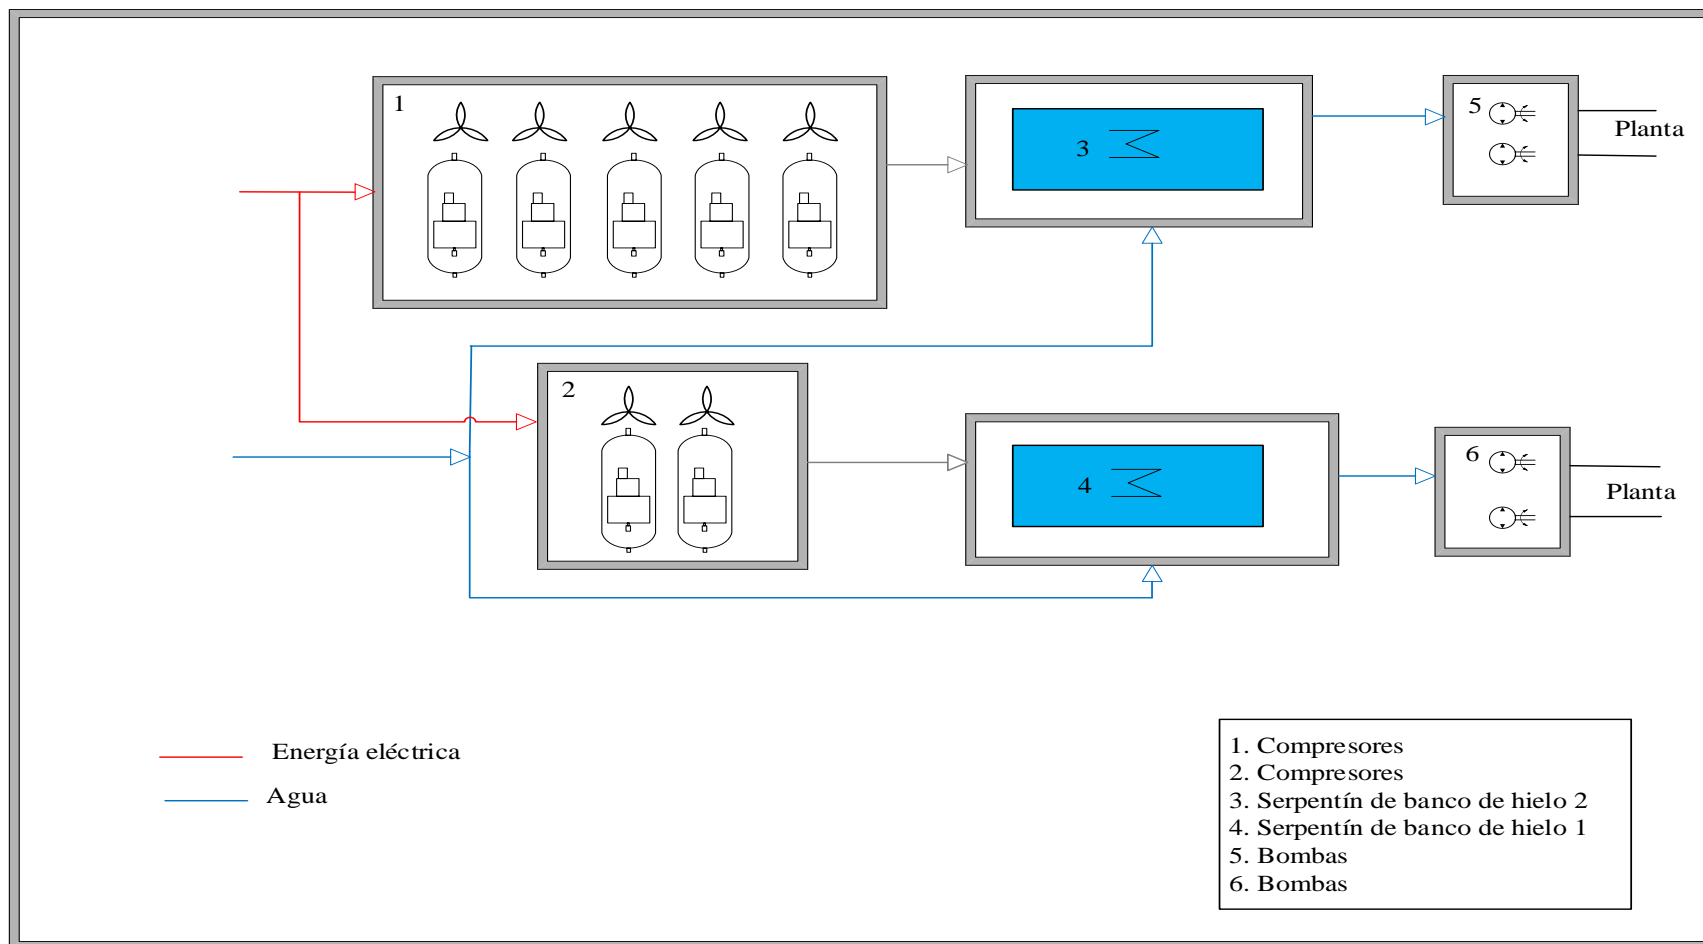 1
3
5
Planta
2
4
6
Planta
Energía eléctrica
Agua
1. Compresores
2. Compresores
3. Serpentín de banco de hielo 2
4. Serpentín de banco de hielo 1
5. Bombas
6. Bombas